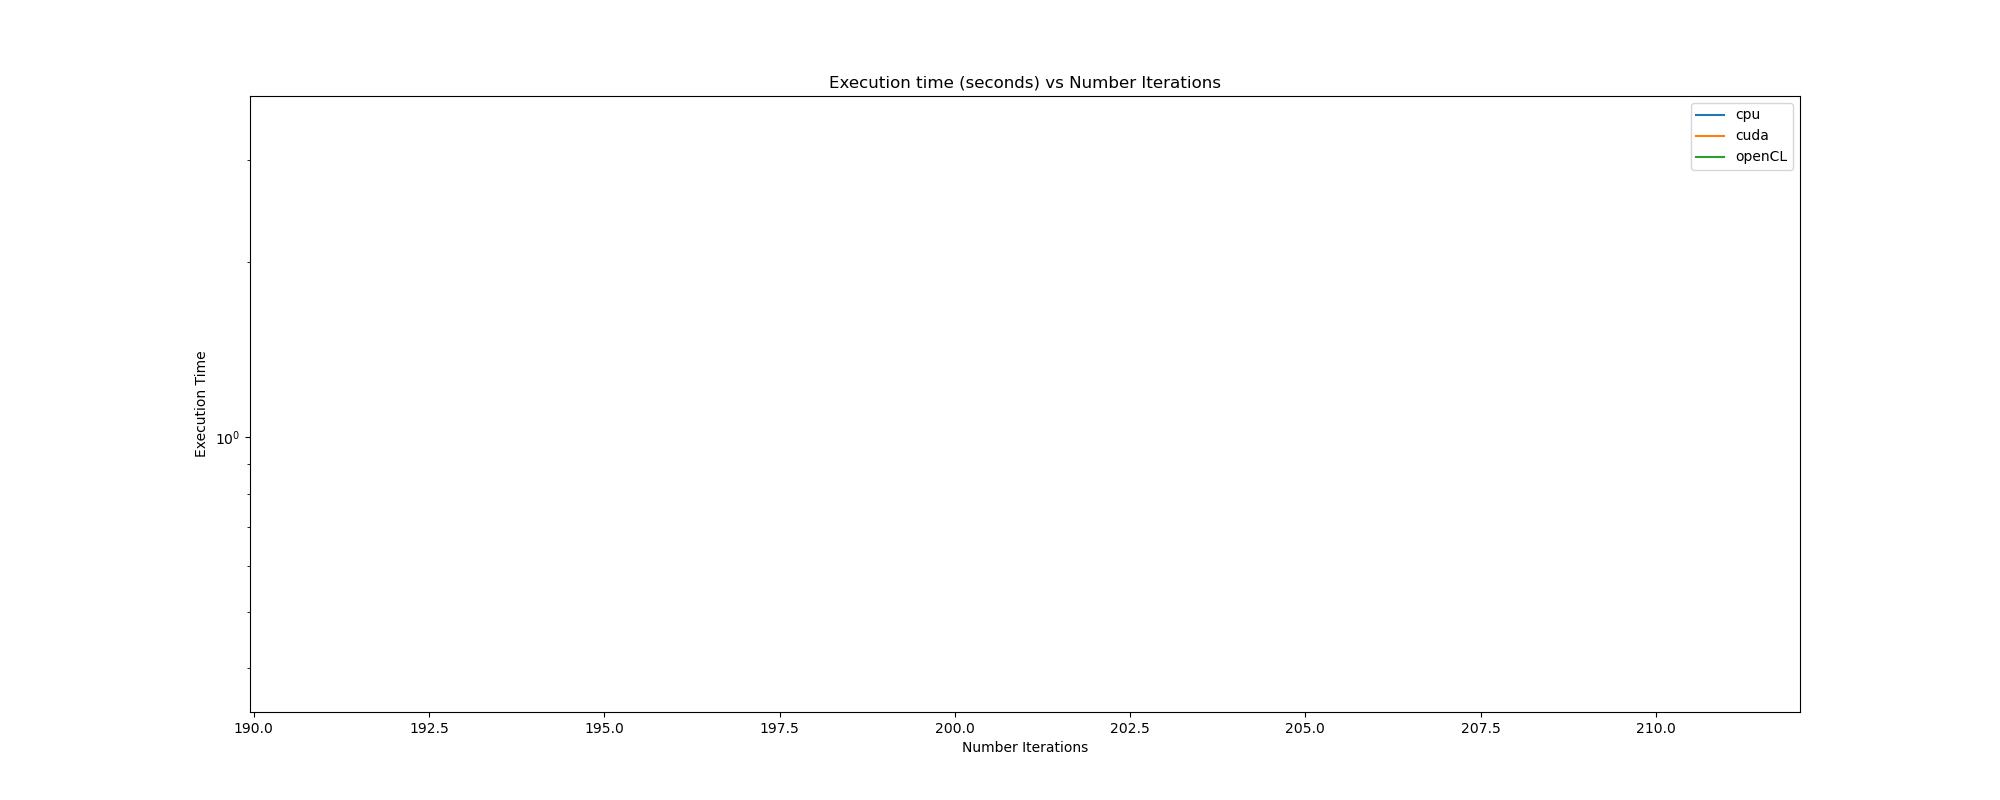 Execution time (seconds) vs Number Iterations
cpu
cuda
openCL
Execution Time
10⁰
190.0 192.5 195.0 197.5 200.0 202.5 205.0 207.5 210.0
Number Iterations